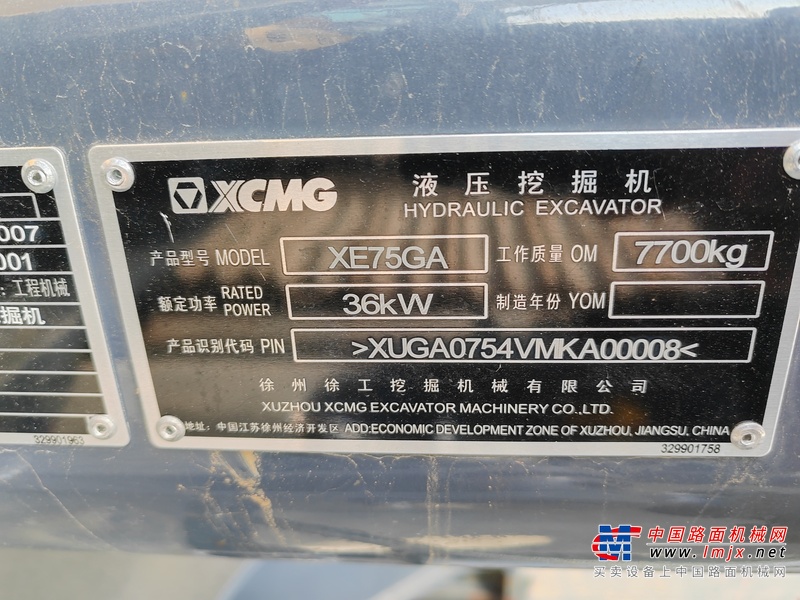 007
001
：工程机械
掘机
329901963
XCMG
液压挖掘机
HYDRAULIC EXCAVATOR
产品型号 MODEL XE75GA 工作质量 OM 7700kg
额定功率 RATED POWER 36kW 制造年份 YOM
产品识别代码 PIN >XUGA0754VMKA00008<
徐州徐工挖掘机械有限公司
XUZHOU XCMG EXCAVATOR MACHINERY CO.,LTD.
地址: 中国江苏徐州经济开发区 ADD:ECONOMIC DEVELOPMENT ZONE OF XUZHOU, JIANGSU, CHINA
329901758
中国路面机械网
www.lmjx.net
买卖设备上中国路面机械网